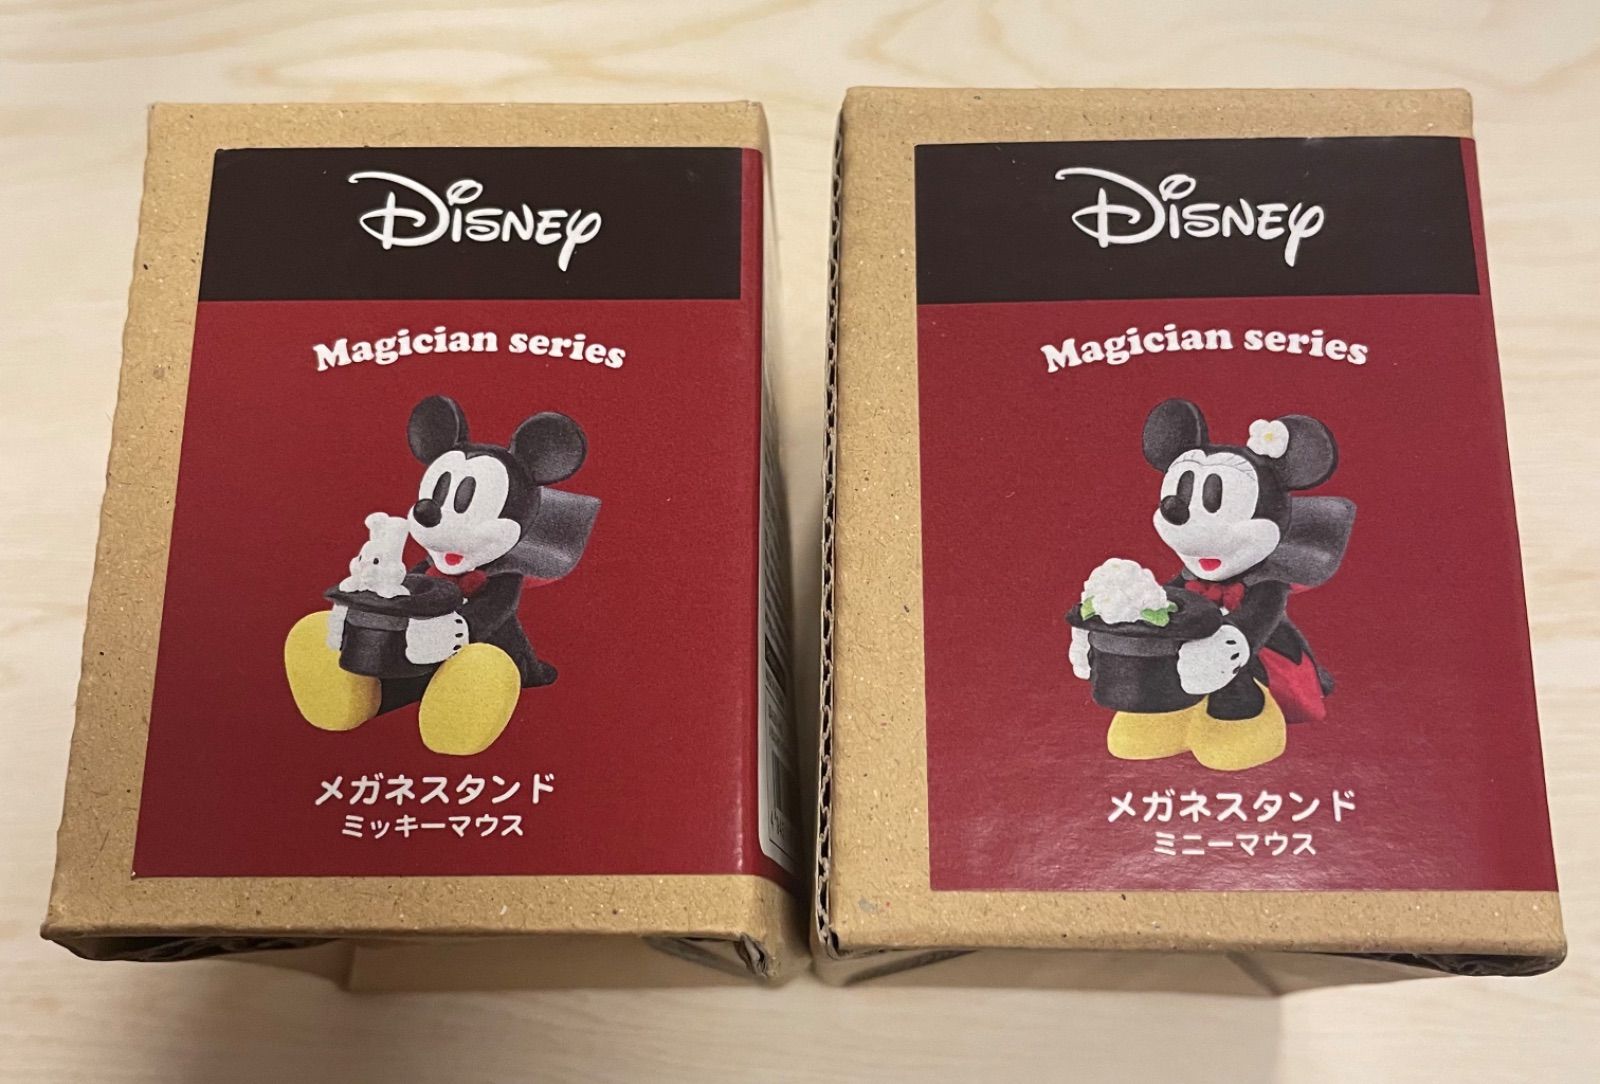 Disney
Magician series
メガネスタンド
ミッキーマウス
Disney
Magician series
メガネスタンド
ミニーマウス